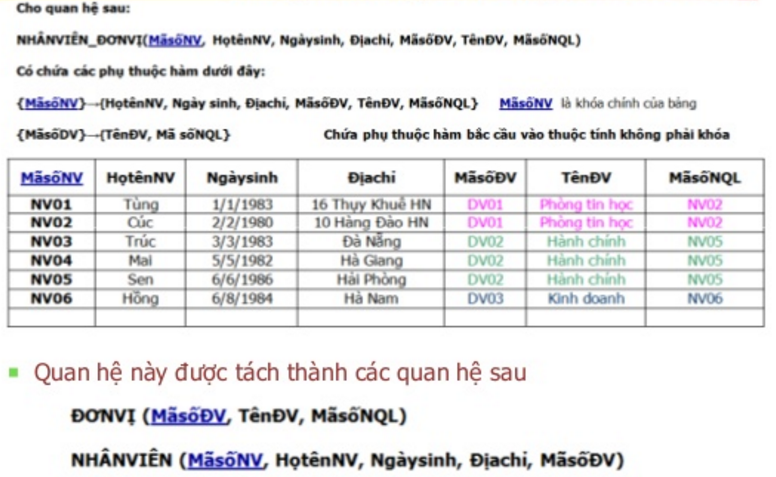 Cho quan hệ sau:
NHÂNVIÊN_ĐƠNVỊ(MãsốNV, HọtênNV, Ngàysinh, Địachỉ, MãsốĐV, TênĐV, MãsốNQL)
Có chứa các phụ thuộc hàm dưới đây:
{MãsốNV}→{HọtênNV, Ngày sinh, Địachỉ, MãsốĐV, TênĐV, MãsốNQL} MãsốNV là khóa chính của bảng
{MãsốDV}→{TênĐV, Mã sốNQL} Chứa phụ thuộc hàm bắc cầu vào thuộc tính không phải khóa
MãsốNV HọtênNV Ngàysinh Địachỉ MãsốĐV TênĐV MãsốNQL
NV01 Tùng 1/1/1983 16 Thụy Khuê HN DV01 Phòng tin học NV02
NV02 Cúc 2/2/1980 10 Hàng Đào HN DV01 Phòng tin học NV02
NV03 Trúc 3/3/1983 Đà Nẵng DV02 Hành chính NV05
NV04 Mai 5/5/1982 Hà Giang DV02 Hành chính NV05
NV05 Sen 6/6/1986 Hải Phòng DV02 Hành chính NV05
NV06 Hồng 6/8/1984 Hà Nam DV03 Kinh doanh NV06
Quan hệ này được tách thành các quan hệ sau
ĐƠNVỊ (MãsốĐV, TênĐV, MãsốNQL)
NHÂNVIÊN (MãsốNV, HọtênNV, Ngàysinh, Địachỉ, MãsốĐV)